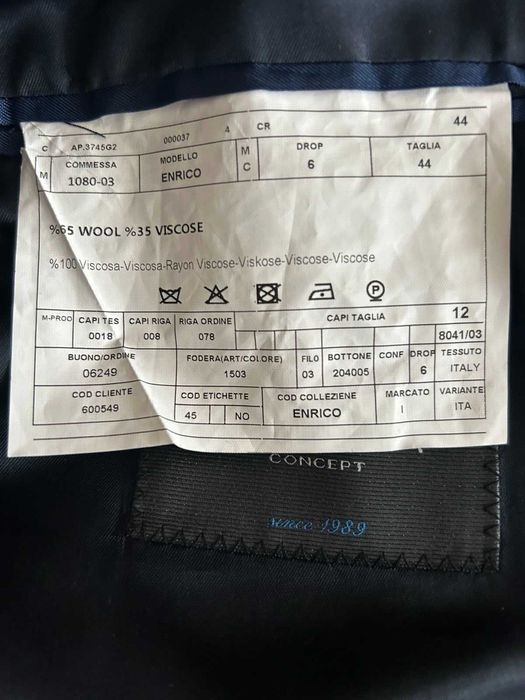 C AP.3745G2 000037 4 CR 44
M COMMESSA MODELLO M C DROP TAGLIA
1080-03 ENRICO 6 44
%65 WOOL %35 VISCOSE
%100 Viscosa-Viscosa-Rayon Viscose-Viskose-Viscose-Viscose
P
M-PROD CAPI TES CAPI RIGA RIGA ORDINE CAPI TAGLIA 12
0018 008 078 8041/03
BUONO/ORDINE FODERA(ART/COLORE) FILO BOTTONE CONF DROP TESSUTO
06249 1503 03 204005 6 ITALY
COD CLIENTE COD ETICHETTE COD COLLEZIENE MARCATO VARIANTE
600549 45 NO ENRICO I ITA
CONCEPT
since 1989